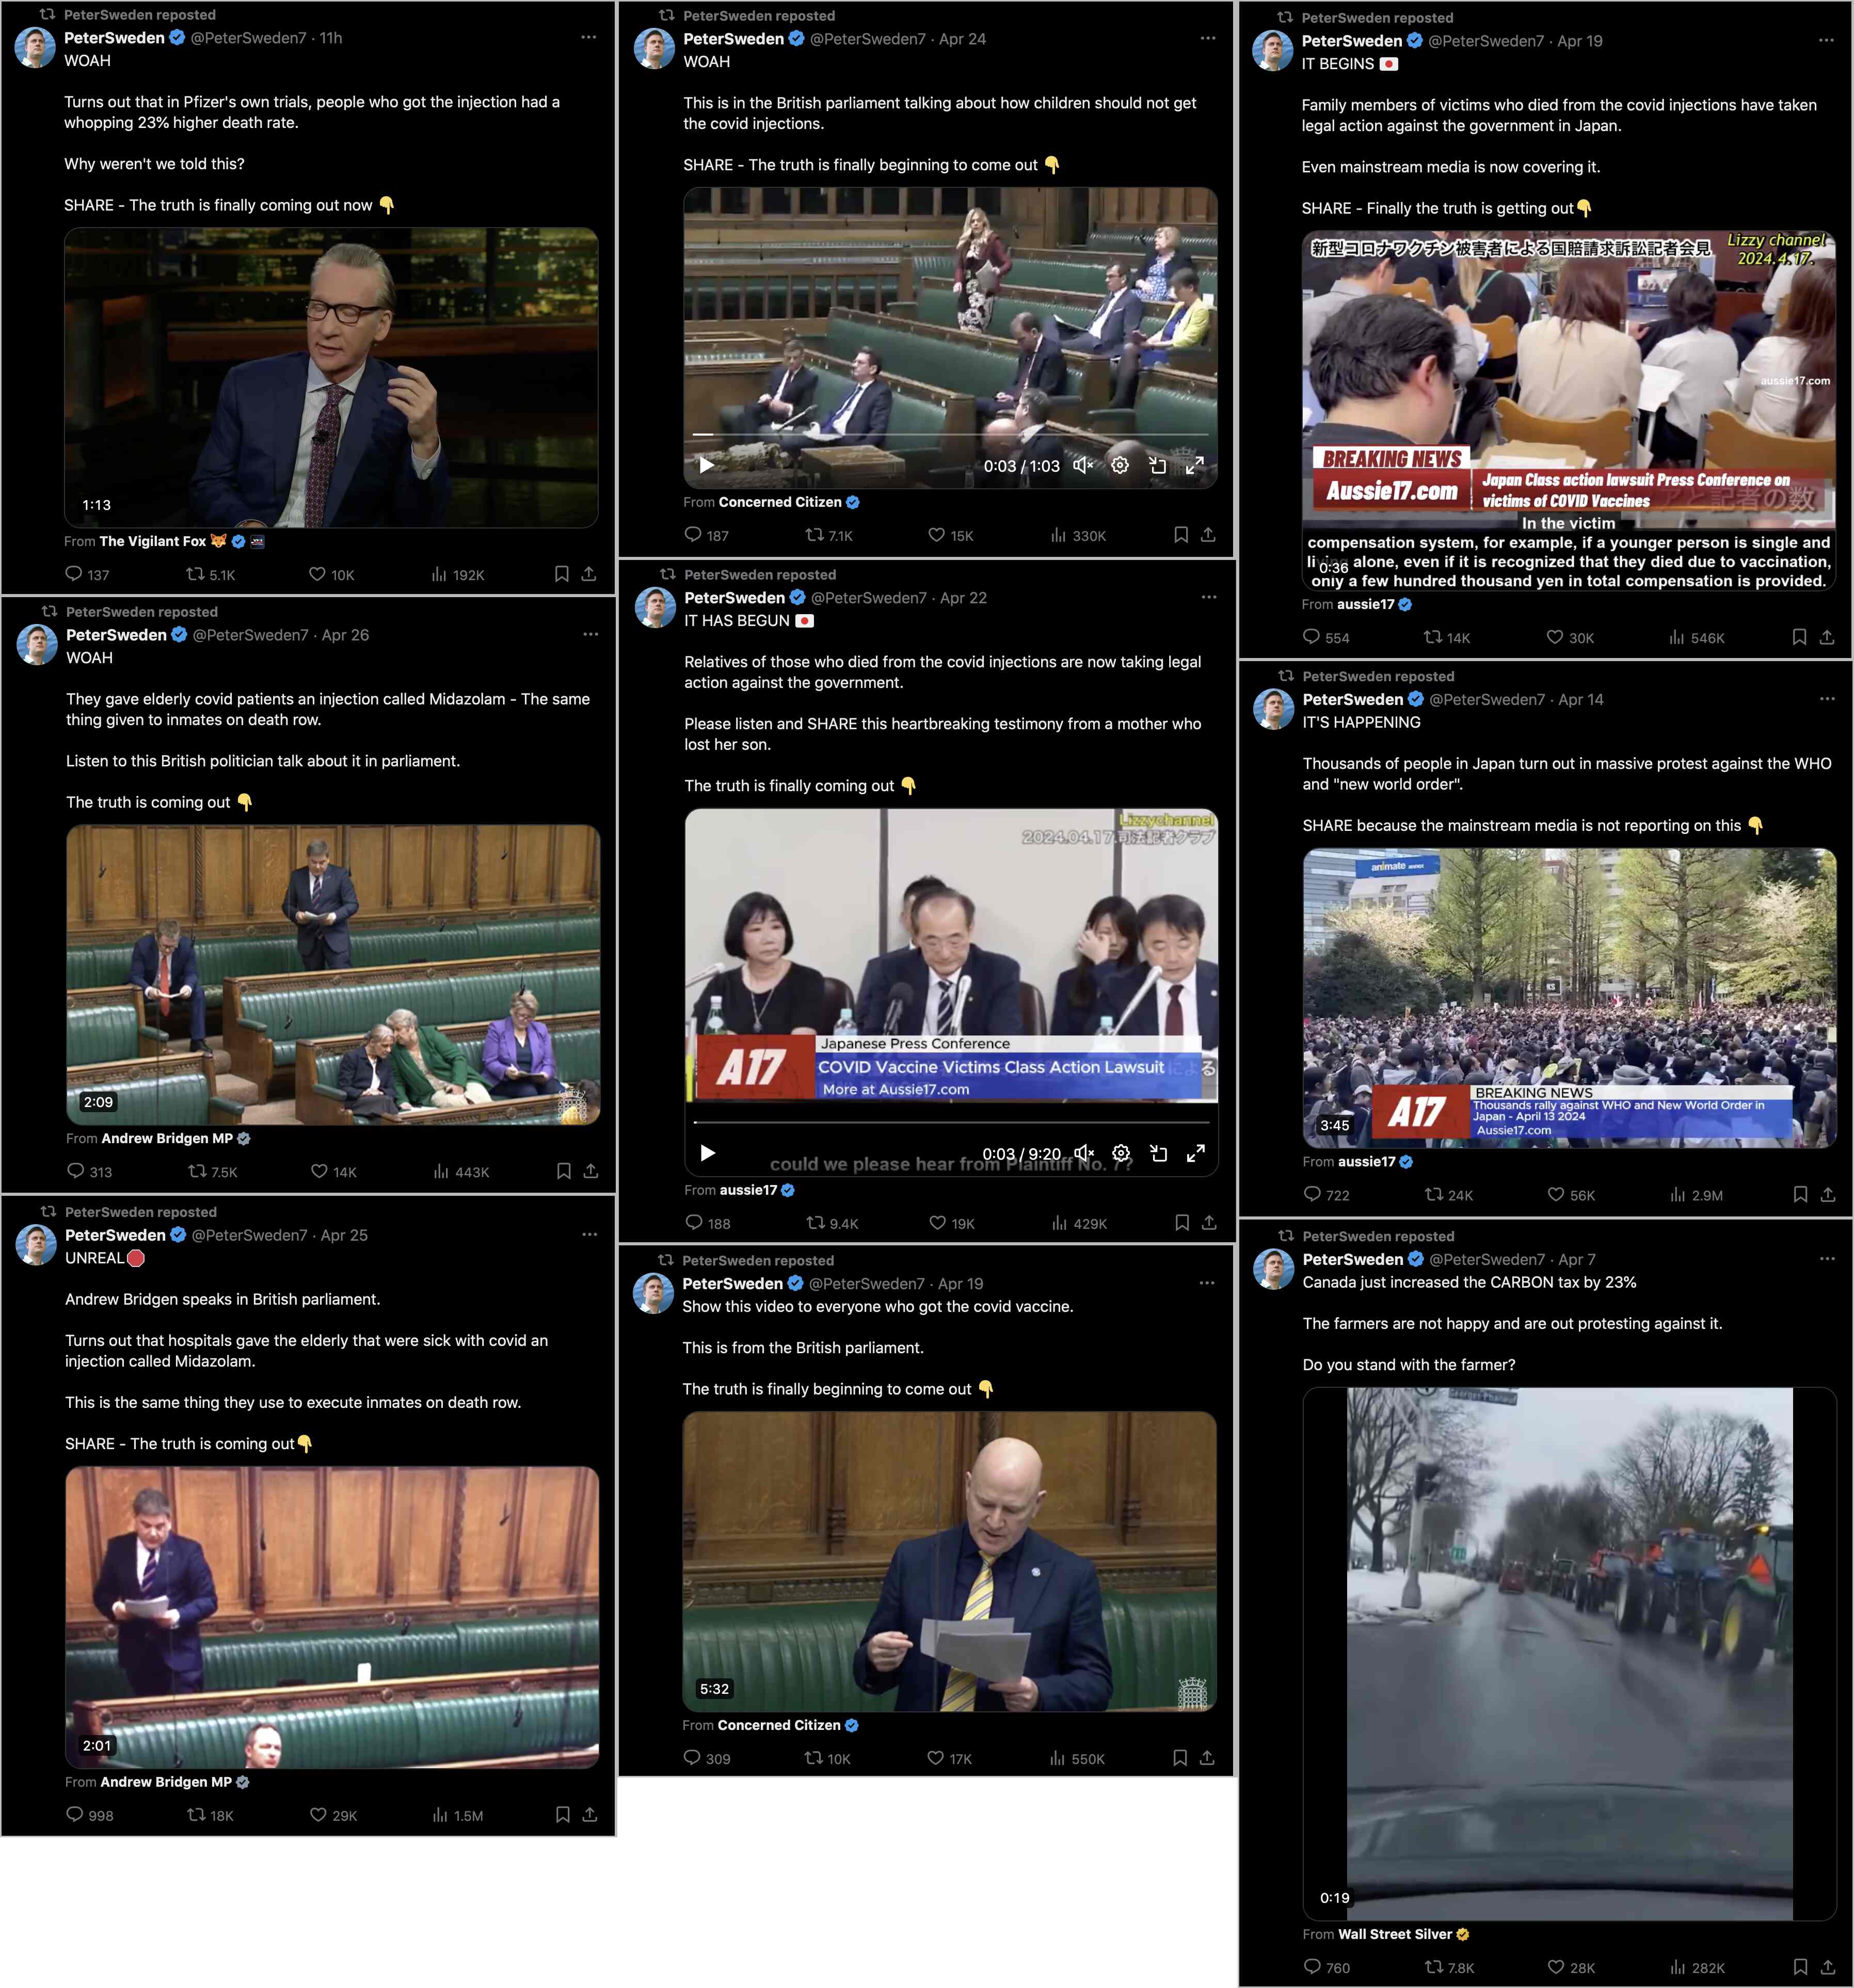 PeterSweden reposted
PeterSweden @PeterSweden7 · 11h
WOAH
Turns out that in Pfizer's own trials, people who got the injection had a
whopping 23% higher death rate.
Why weren't we told this?
SHARE - The truth is finally coming out now 👇
1:13
From The Vigilant Fox 🦊
137 5.1K 10K 192K
PeterSweden reposted
PeterSweden @PeterSweden7 · Apr 26
WOAH
They gave elderly covid patients an injection called Midazolam - The same
thing given to inmates on death row.
Listen to this British politician talk about it in parliament.
The truth is coming out 👇
2:09
From Andrew Bridgen MP
313 7.5K 14K 443K
PeterSweden reposted
PeterSweden @PeterSweden7 · Apr 25
UNREAL🛑
Andrew Bridgen speaks in British parliament.
Turns out that hospitals gave the elderly that were sick with covid an
injection called Midazolam.
This is the same thing they use to execute inmates on death row.
SHARE - The truth is coming out👇
2:01
From Andrew Bridgen MP
998 18K 29K 1.5M
PeterSweden reposted
PeterSweden @PeterSweden7 · Apr 24
WOAH
This is in the British parliament talking about how children should not get
the covid injections.
SHARE - The truth is finally beginning to come out 👇
0:03 / 1:03
From Concerned Citizen
187 7.1K 15K 330K
PeterSweden reposted
PeterSweden @PeterSweden7 · Apr 22
IT HAS BEGUN 🇯🇵
Relatives of those who died from the covid injections are now taking legal
action against the government.
Please listen and SHARE this heartbreaking testimony from a mother who
lost her son.
The truth is finally coming out 👇
Lizzychannel
2024.04.17.司法記者クラブ
A17
Japanese Press Conference
COVID Vaccine Victims Class Action Lawsuit
よる
More at Aussie17.com
0:03 / 9:20
could we please hear from Plaintiff No. 7?
From aussie17
188 9.4K 19K 429K
PeterSweden reposted
PeterSweden @PeterSweden7 · Apr 19
Show this video to everyone who got the covid vaccine.
This is from the British parliament.
The truth is finally beginning to come out 👇
5:32
From Concerned Citizen
309 10K 17K 550K
PeterSweden reposted
PeterSweden @PeterSweden7 · Apr 19
IT BEGINS 🇯🇵
Family members of victims who died from the covid injections have taken
legal action against the government in Japan.
Even mainstream media is now covering it.
SHARE - Finally the truth is getting out👇
新型コロナワクチン被害者による国賠請求訴訟記者会見
Lizzy channel
2024.4.17.
aussie17.com
BREAKING NEWS
Aussie17.com
Japan Class action lawsuit Press Conference on
victims of COVID Vaccines
と記者の数
In the victim
compensation system, for example, if a younger person is single and
living alone, even if it is recognized that they died due to vaccination,
only a few hundred thousand yen in total compensation is provided.
0:36
From aussie17
554 14K 30K 546K
PeterSweden reposted
PeterSweden @PeterSweden7 · Apr 14
IT'S HAPPENING
Thousands of people in Japan turn out in massive protest against the WHO
and "new world order".
SHARE because the mainstream media is not reporting on this 👇
animate
A17
BREAKING NEWS
Thousands rally against WHO and New World Order in
Japan - April 13 2024
Aussie17.com
3:45
From aussie17
722 24K 56K 2.9M
PeterSweden reposted
PeterSweden @PeterSweden7 · Apr 7
Canada just increased the CARBON tax by 23%
The farmers are not happy and are out protesting against it.
Do you stand with the farmer?
0:19
From Wall Street Silver
760 7.8K 28K 282K